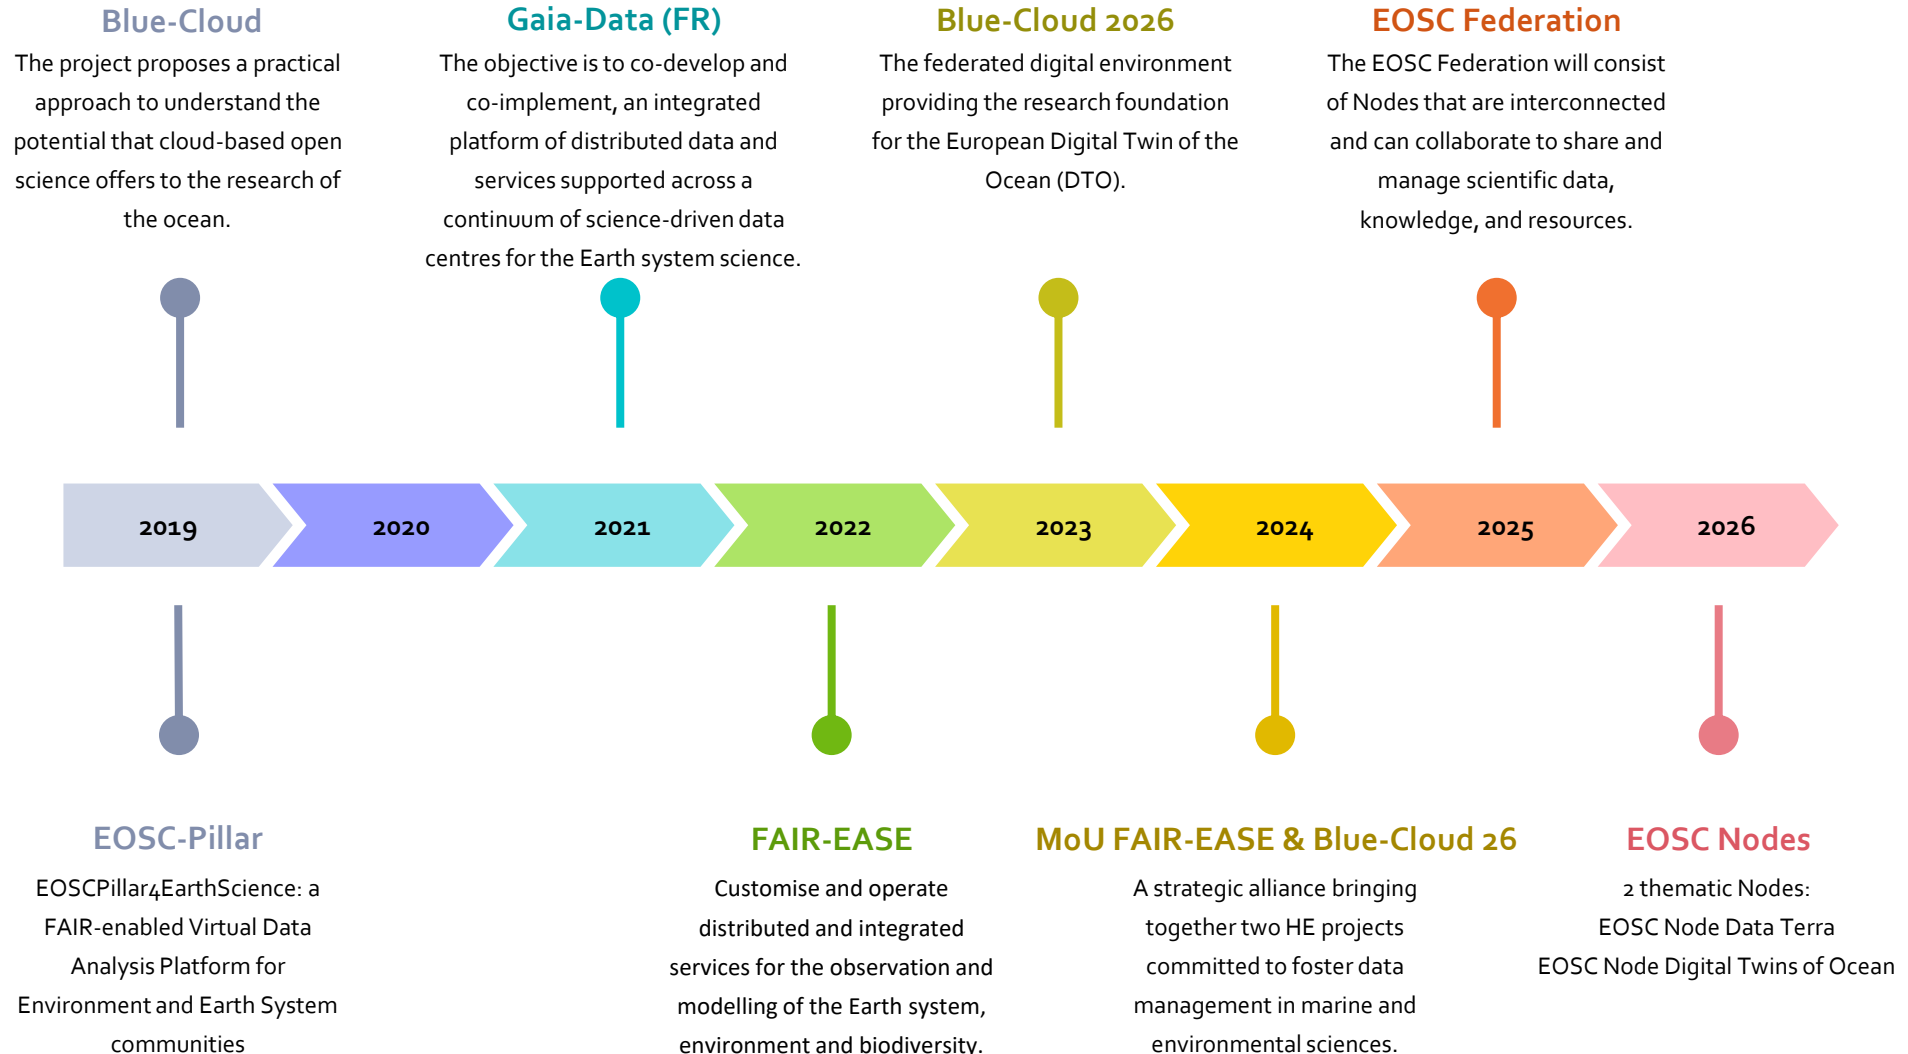 Blue-Cloud
The project proposes a practical
approach to understand the
potential that cloud-based open
science offers to the research of
the ocean.
Gaia-Data (FR)
The objective is to co-develop and
co-implement, an integrated
platform of distributed data and
services supported across a
continuum of science-driven data
centres for the Earth system science.
Blue-Cloud 2026
The federated digital environment
providing the research foundation
for the European Digital Twin of the
Ocean (DTO).
EOSC Federation
The EOSC Federation will consist
of Nodes that are interconnected
and can collaborate to share and
manage scientific data,
knowledge, and resources.
2019
2020
2021
2022
2023
2024
2025
2026
EOSC-Pillar
EOSCPillar4EarthScience: a
FAIR-enabled Virtual Data
Analysis Platform for
Environment and Earth System
communities
FAIR-EASE
Customise and operate
distributed and integrated
services for the observation and
modelling of the Earth system,
environment and biodiversity.
MoU FAIR-EASE & Blue-Cloud 26
A strategic alliance bringing
together two HE projects
committed to foster data
management in marine and
environmental sciences.
EOSC Nodes
2 thematic Nodes:
EOSC Node Data Terra
EOSC Node Digital Twins of Ocean